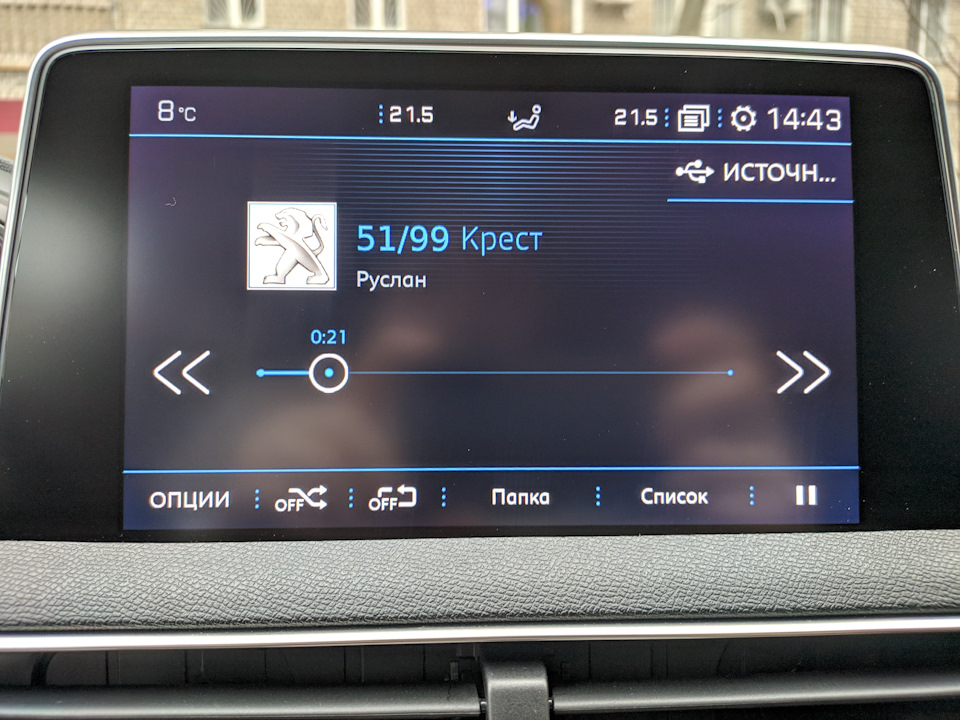 8°C 21.5 21.5 14:43
ИСТОЧН...
51/99 Крест
Руслан
0:21
ОПЦИИ OFF OFF Папка Список